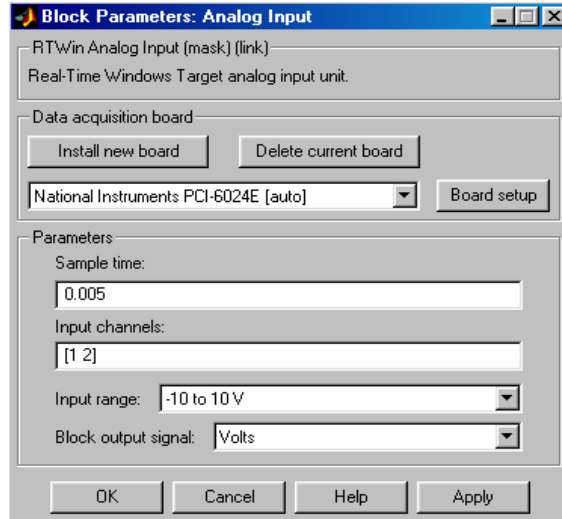 Block Parameters: Analog Input
RTWin Analog Input (mask) (link)
Real-Time Windows Target analog input unit.
Data acquisition board
Install new board Delete current board
National Instruments PCI-6024E [auto] Board setup
Parameters
Sample time:
0.005
Input channels:
[1 2]
Input range: -10 to 10 V
Block output signal: Volts
OK Cancel Help Apply